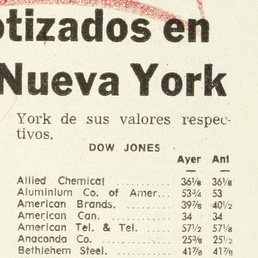 otizados en
Nueva York
York de sus valores respec-
tivos.
DOW JONES
Ayer Ant
Allied Chemical ........ 36⅛ 36⅛
Aluminium Co. of Amer... 53¾ 53
American Brands. ....... 39⅞ 40½
American Can. .......... 34 34
American Tel. & Tel. ... 57½ 57⅛
Anaconda Co. ........... 25⅜ 25½
Bethlehem Steel. ....... 41⅞ 41⅞